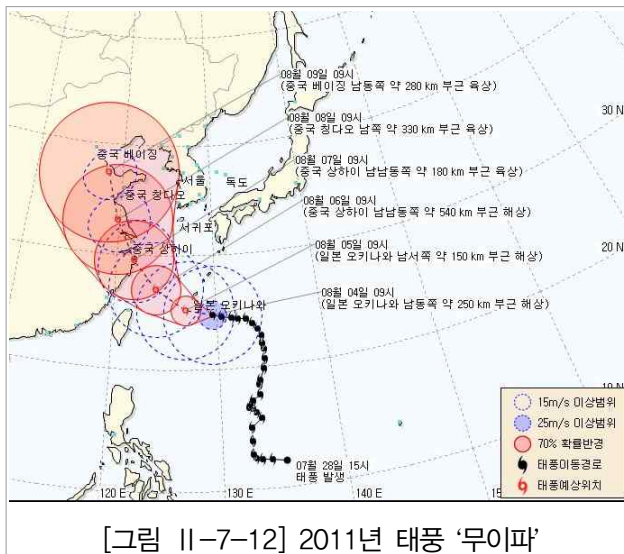 08월 09일 09시
(중국 베이징 남동쪽 약 280 km 부근 육상)
08월 08일 09시
(중국 칭다오 남쪽 약 330 km 부근 육상)
08월 07일 09시
(중국 상하이 남남동쪽 약 180 km 부근 육상)
08월 06일 09시
(중국 상하이 남남동쪽 약 540 km 부근 해상)
08월 05일 09시
(일본 오키나와 남서쪽 약 150 km 부근 해상)
08월 04일 09시
(일본 오키나와 남동쪽 약 250 km 부근 해상)
30 N
20 N
10 N
중국 베이징
서울
독도
중국 칭다오
서귀포
중국 상하이
일본 오키나와
07월 28일 15시
태풍 발생
120 E
130 E
140 E
15m/s 이상범위
25m/s 이상범위
70% 확률반경
태풍이동경로
태풍예상위치
[그림 Ⅱ-7-12] 2011년 태풍 ‘무이파’